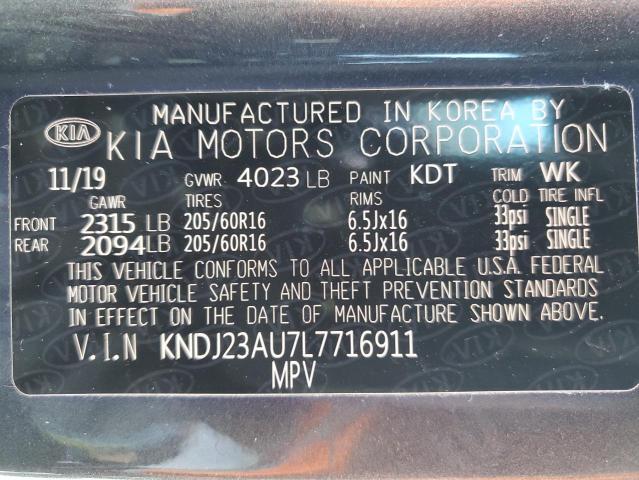 MANUFACTURED IN KOREA BY
KIA KIA MOTORS CORPORATION
11/19 GVWR 4023 LB PAINT KDT TRIM WK
GAWR TIRES RIMS COLD TIRE INFL
FRONT 2315 LB 205/60R16 6.5Jx16 33psi SINGLE
REAR 2094 LB 205/60R16 6.5Jx16 33psi SINGLE
THIS VEHICLE CONFORMS TO ALL APPLICABLE U.S.A. FEDERAL
MOTOR VEHICLE SAFETY AND THEFT PREVENTION STANDARDS
IN EFFECT ON THE DATE OF MANUFACTURE SHOWN ABOVE.
V.I.N KNDJ23AU7L7716911
MPV